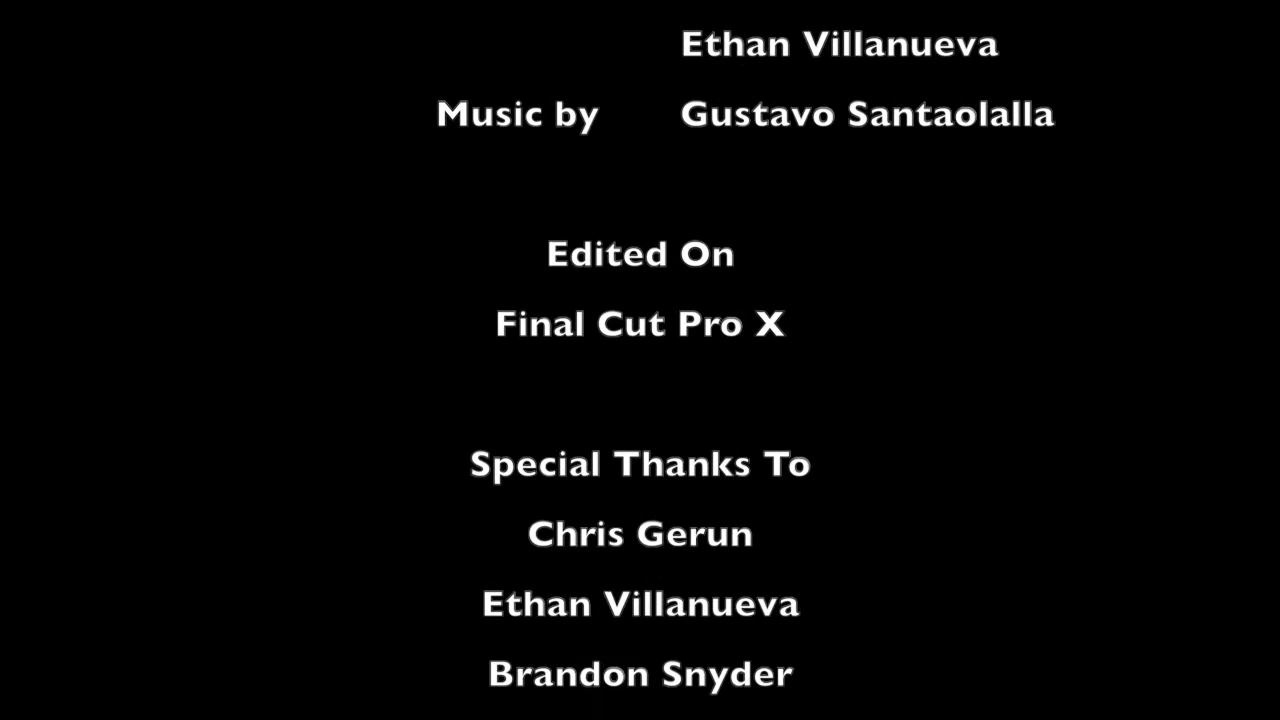 Ethan Villanueva
Music by Gustavo Santaolalla
Edited On
Final Cut Pro X
Special Thanks To
Chris Gerun
Ethan Villanueva
Brandon Snyder